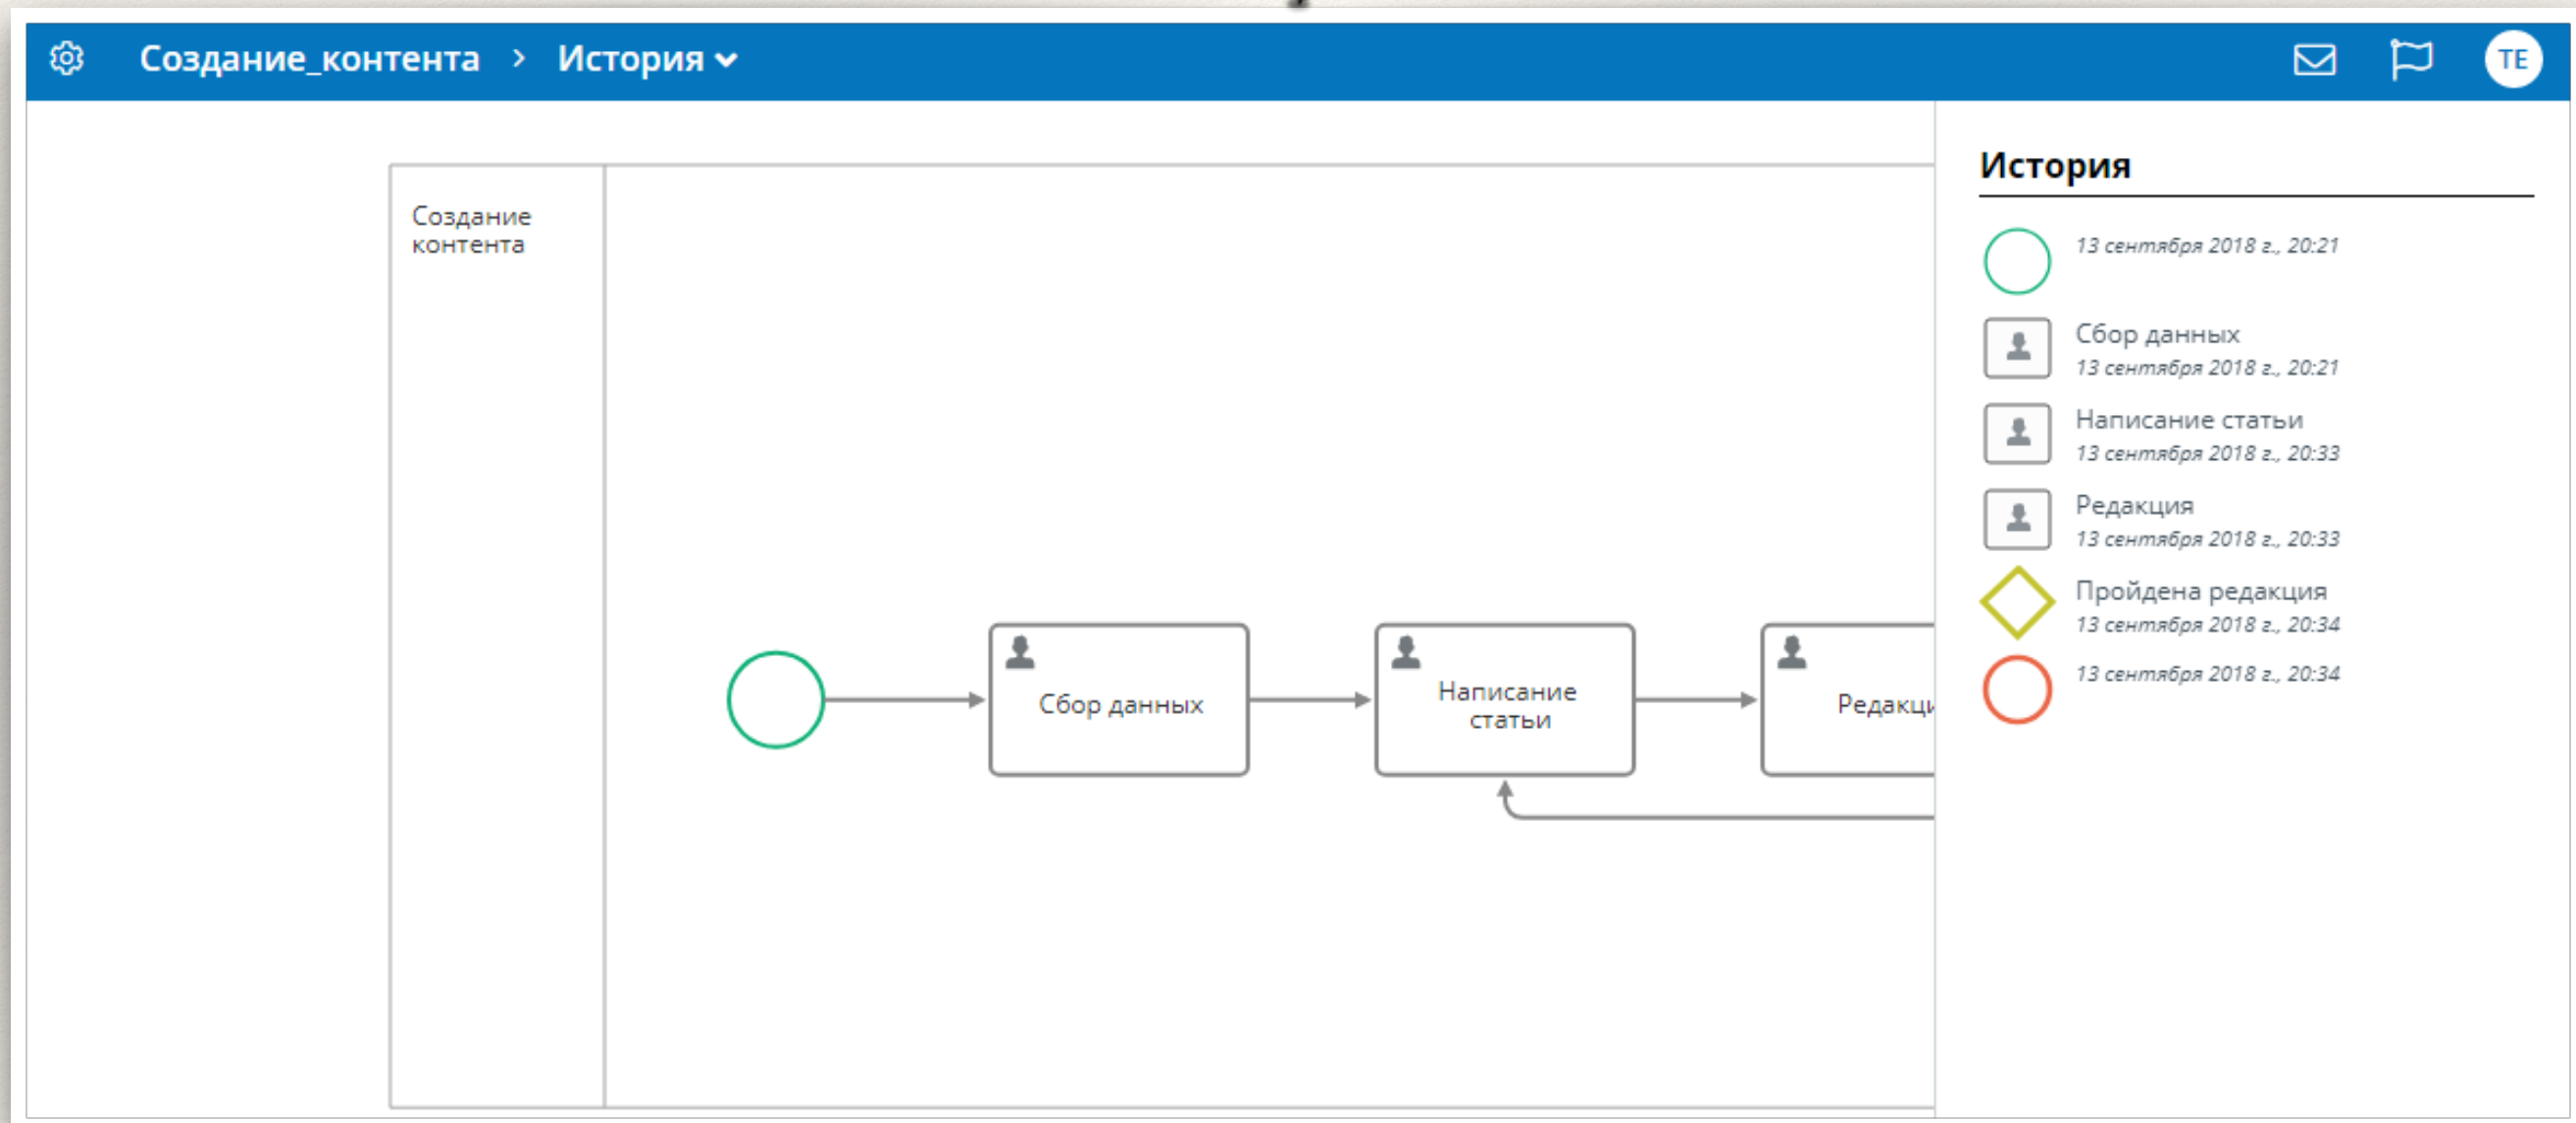 Создание_контента > История
TE
Создание
контента
Сбор данных
Написание
статьи
Редакци
История
13 сентября 2018 г., 20:21
Сбор данных
13 сентября 2018 г., 20:21
Написание статьи
13 сентября 2018 г., 20:33
Редакция
13 сентября 2018 г., 20:33
Пройдена редакция
13 сентября 2018 г., 20:34
13 сентября 2018 г., 20:34